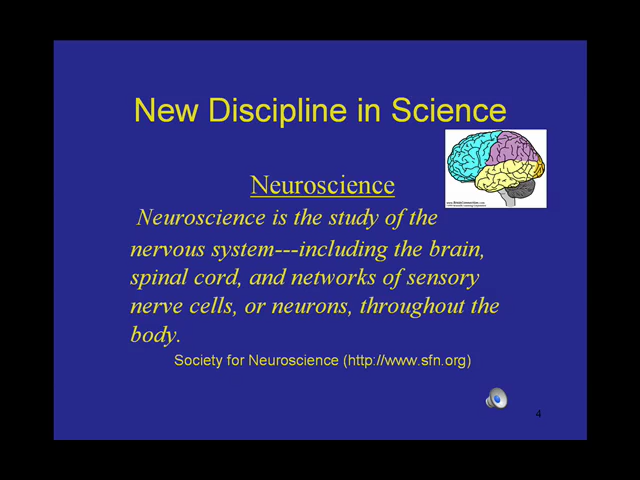 New Discipline in Science
Neuroscience
Neuroscience is the study of the
nervous system---including the brain,
spinal cord, and networks of sensory
nerve cells, or neurons, throughout the
body.
Society for Neuroscience (http://www.sfn.org)
4